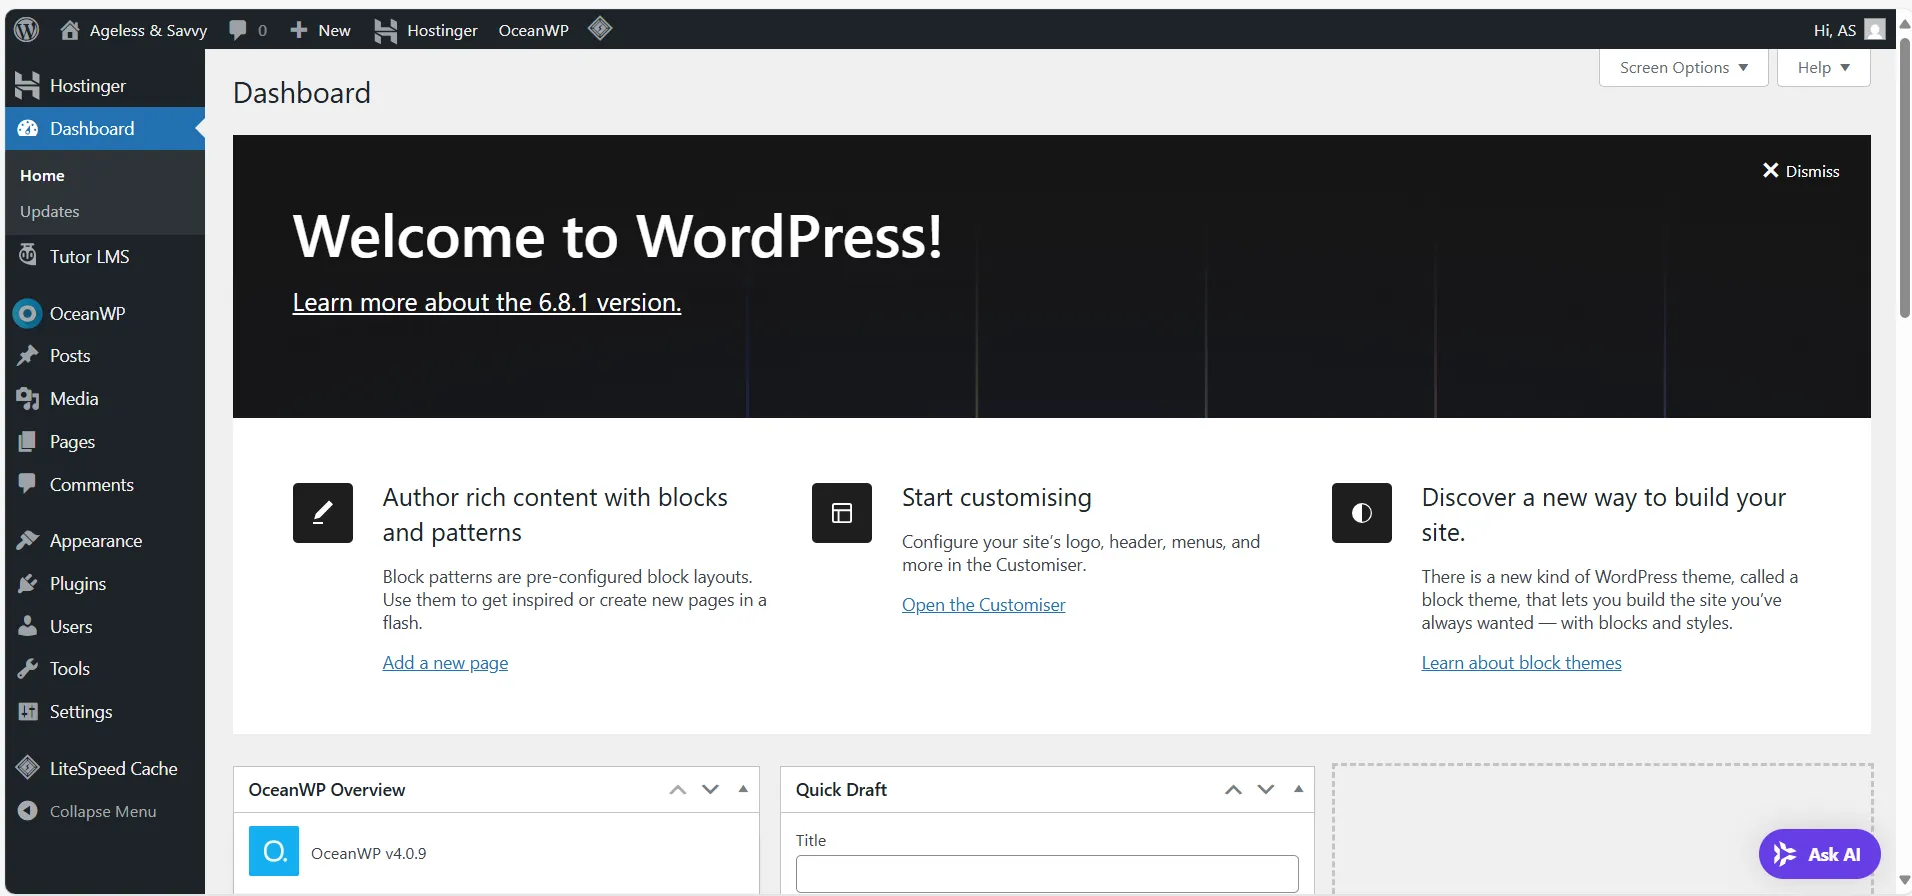 Ageless & Savvy
0
New
Hostinger
OceanWP
Hi, AS
Hostinger
Dashboard
Home
Updates
Tutor LMS
OceanWP
Posts
Media
Pages
Comments
Appearance
Plugins
Users
Tools
Settings
LiteSpeed Cache
Collapse Menu
Screen Options
Help
Dashboard
Dismiss
Welcome to WordPress!
Learn more about the 6.8.1 version.
Author rich content with blocks
and patterns
Block patterns are pre-configured block layouts.
Use them to get inspired or create new pages in a
flash.
Add a new page
Start customising
Configure your site’s logo, header, menus, and
more in the Customiser.
Open the Customiser
Discover a new way to build your
site.
There is a new kind of WordPress theme, called a
block theme, that lets you build the site you’ve
always wanted — with blocks and styles.
Learn about block themes
OceanWP Overview
O.
OceanWP v4.0.9
Quick Draft
Title
Ask AI